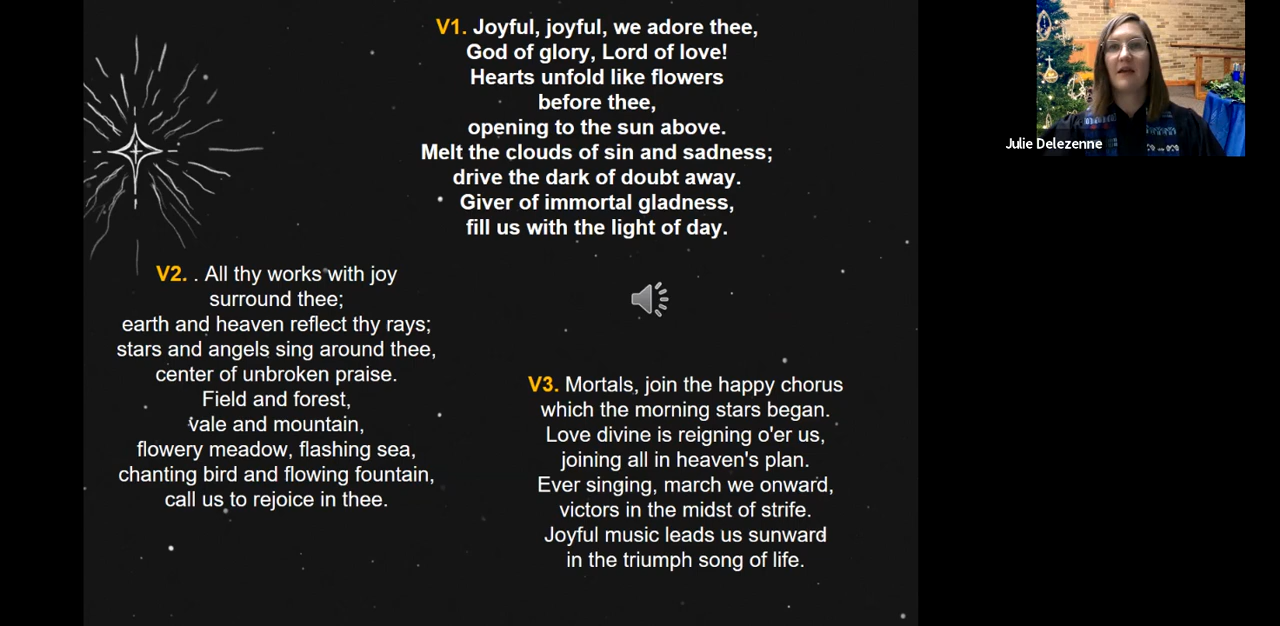 V1. Joyful, joyful, we adore thee,
God of glory, Lord of love!
Hearts unfold like flowers
before thee,
opening to the sun above.
Melt the clouds of sin and sadness;
drive the dark of doubt away.
Giver of immortal gladness,
fill us with the light of day.
V2. . All thy works with joy
surround thee;
earth and heaven reflect thy rays;
stars and angels sing around thee,
center of unbroken praise.
Field and forest,
vale and mountain,
flowery meadow, flashing sea,
chanting bird and flowing fountain,
call us to rejoice in thee.
V3. Mortals, join the happy chorus
which the morning stars began.
Love divine is reigning o'er us,
joining all in heaven's plan.
Ever singing, march we onward,
victors in the midst of strife.
Joyful music leads us sunward
in the triumph song of life.
Julie Delezenne